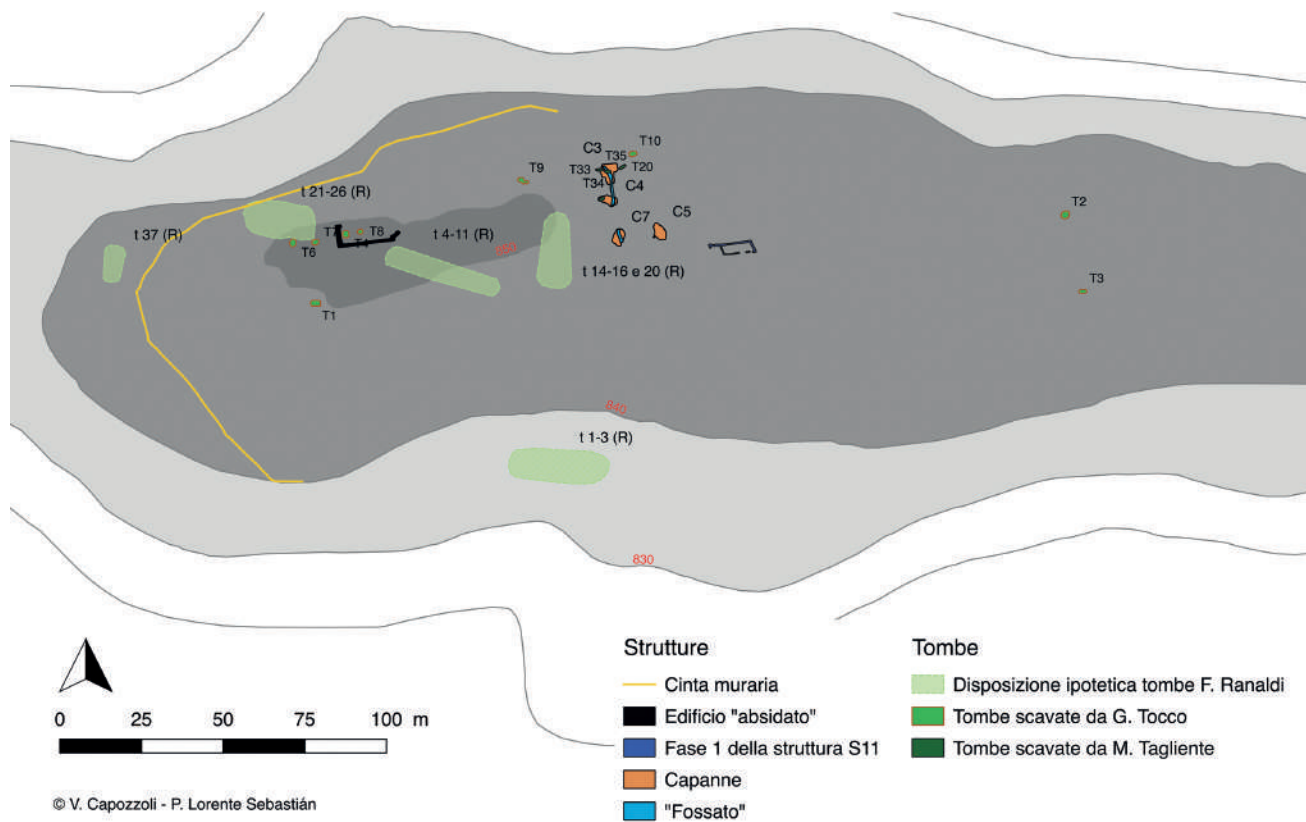 T10
C3
T35
T33
T20
T9
T34
C4
t 21-26 (R)
T2
C7
C5
t 37 (R)
T7
T8
t 4-11 (R)
T6
t 14-16 e 20 (R)
T3
T1
840
t 1-3 (R)
830
0 25 50 75 100 m
© V. Capozzoli - P. Lorente Sebastián
Strutture
Cinta muraria
Edificio "absidato"
Fase 1 della struttura S11
Capanne
"Fossato"
Tombe
Disposizione ipotetica tombe F. Ranaldi
Tombe scavate da G. Tocco
Tombe scavate da M. Tagliente